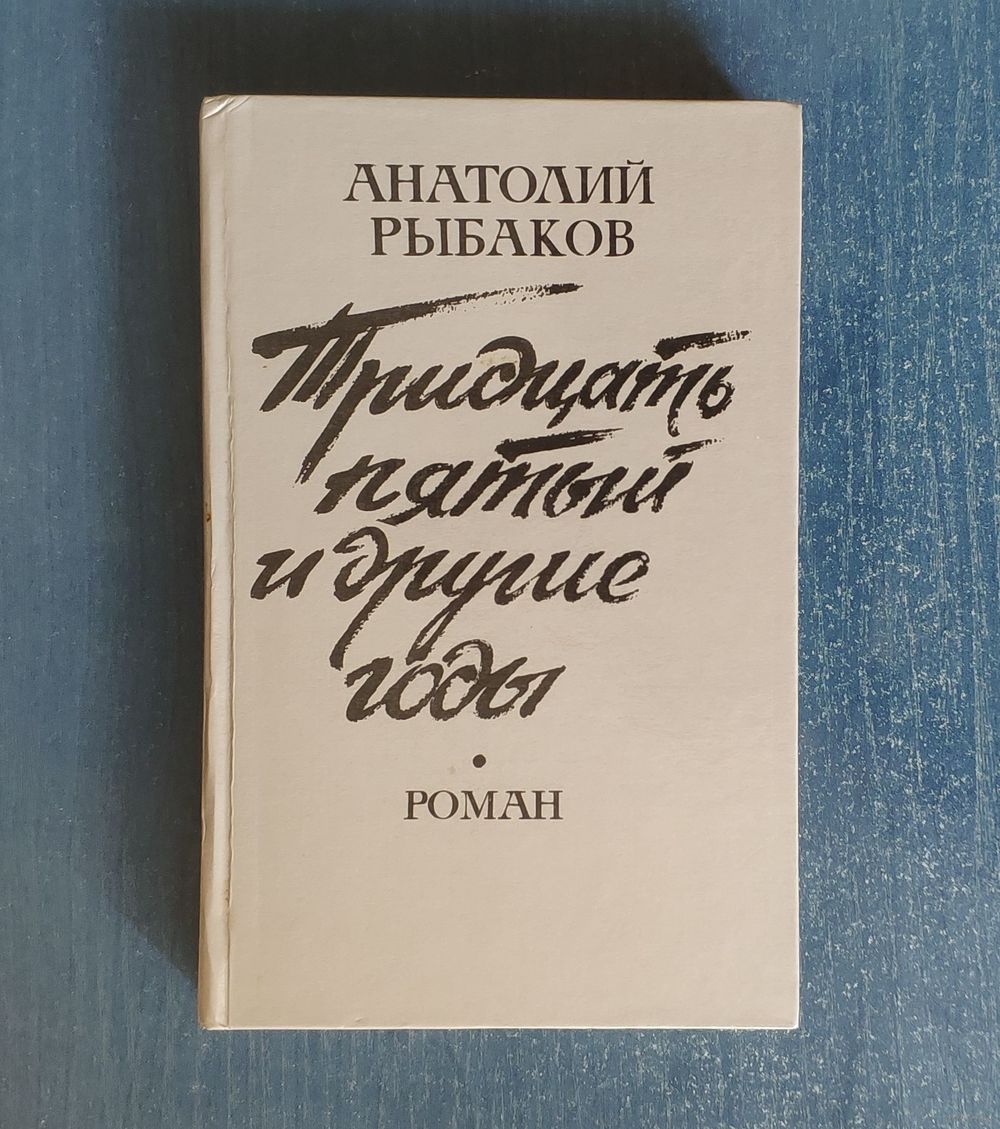 АНАТОЛИЙ
РЫБАКОВ
Тридцать
пятый
и другие
годы
•
РОМАН